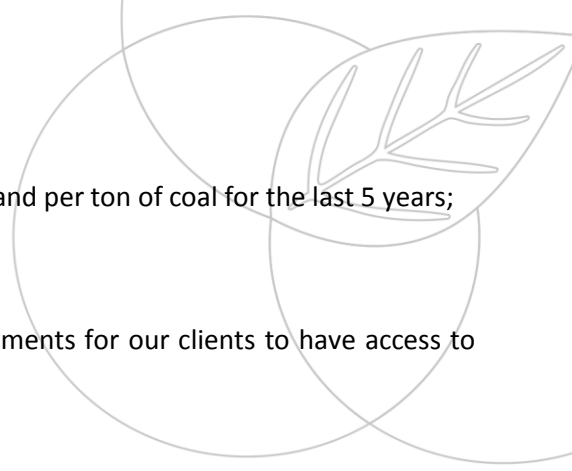 and per ton of coal for the last 5 years;
ments for our clients to have access to